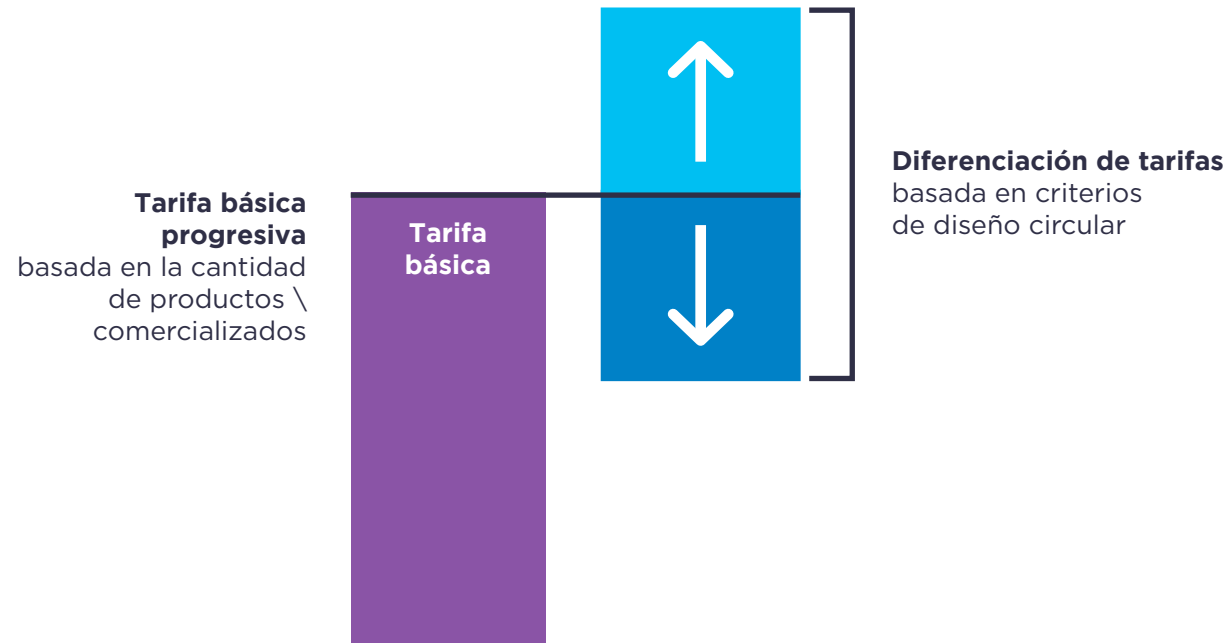 Tarifa básica
progresiva
basada en la cantidad
de productos \
comercializados
Tarifa
básica
Diferenciación de tarifas
basada en criterios
de diseño circular